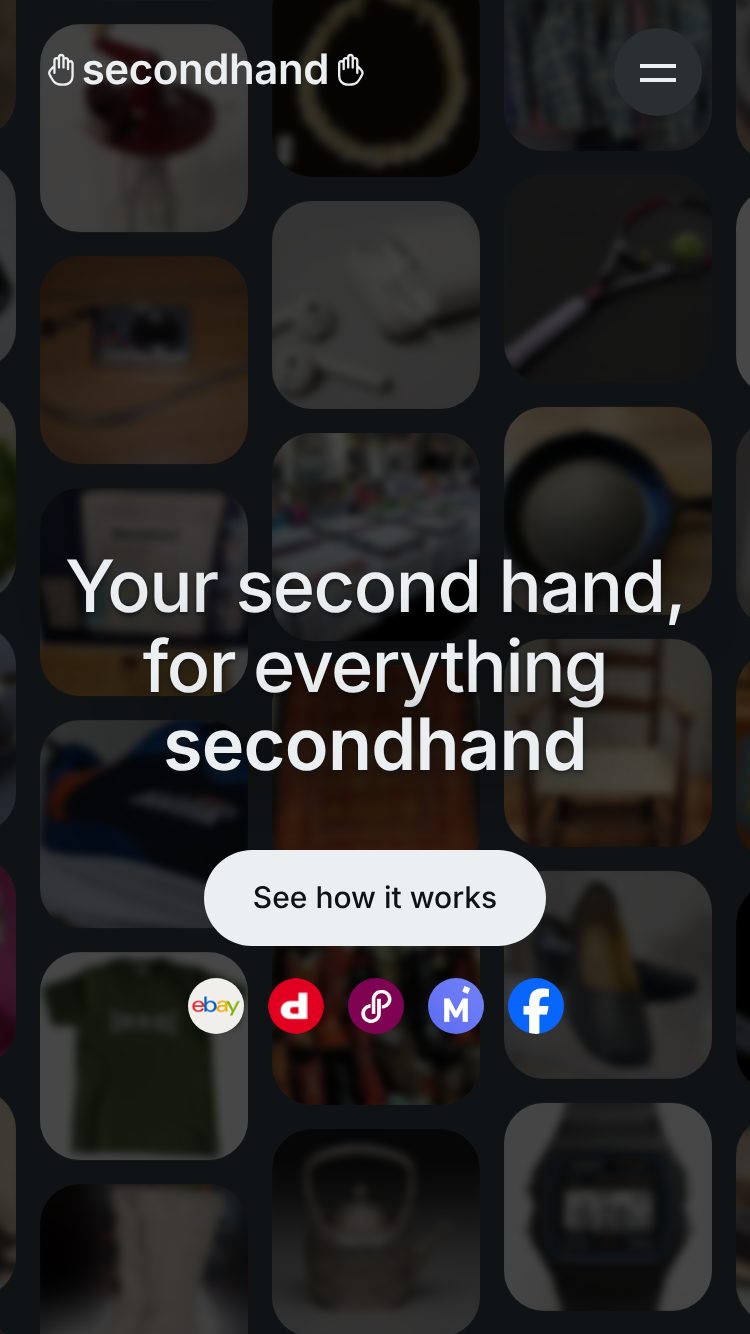 secondhand
Your second hand,
for everything
secondhand
See how it works
ebay
d
M
f